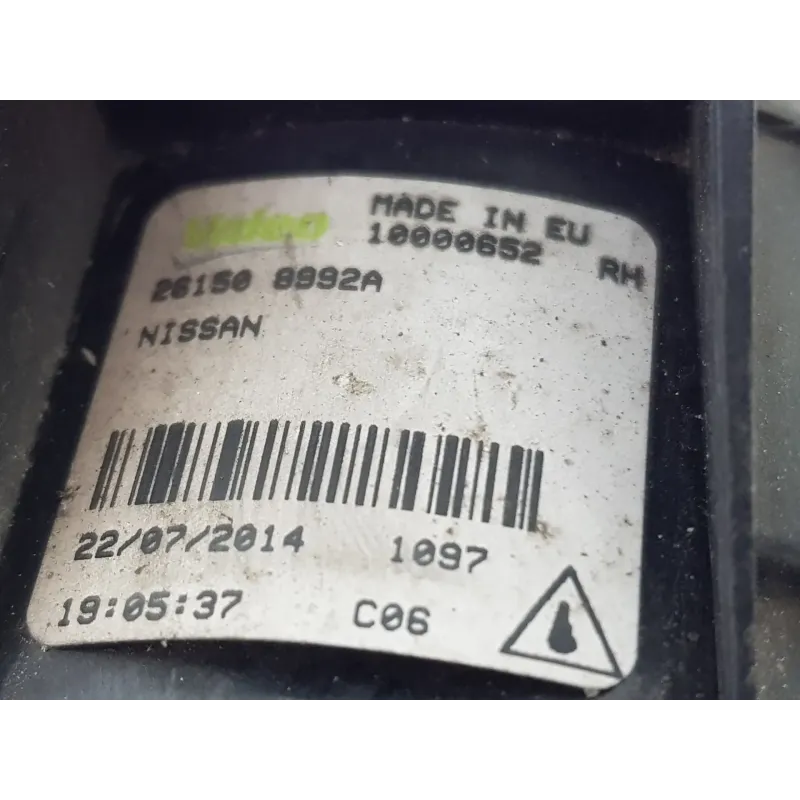 Valeo MADE IN EU
10000652 RH
26150 8992A
NISSAN
22/07/2014 1097
19:05:37 C06